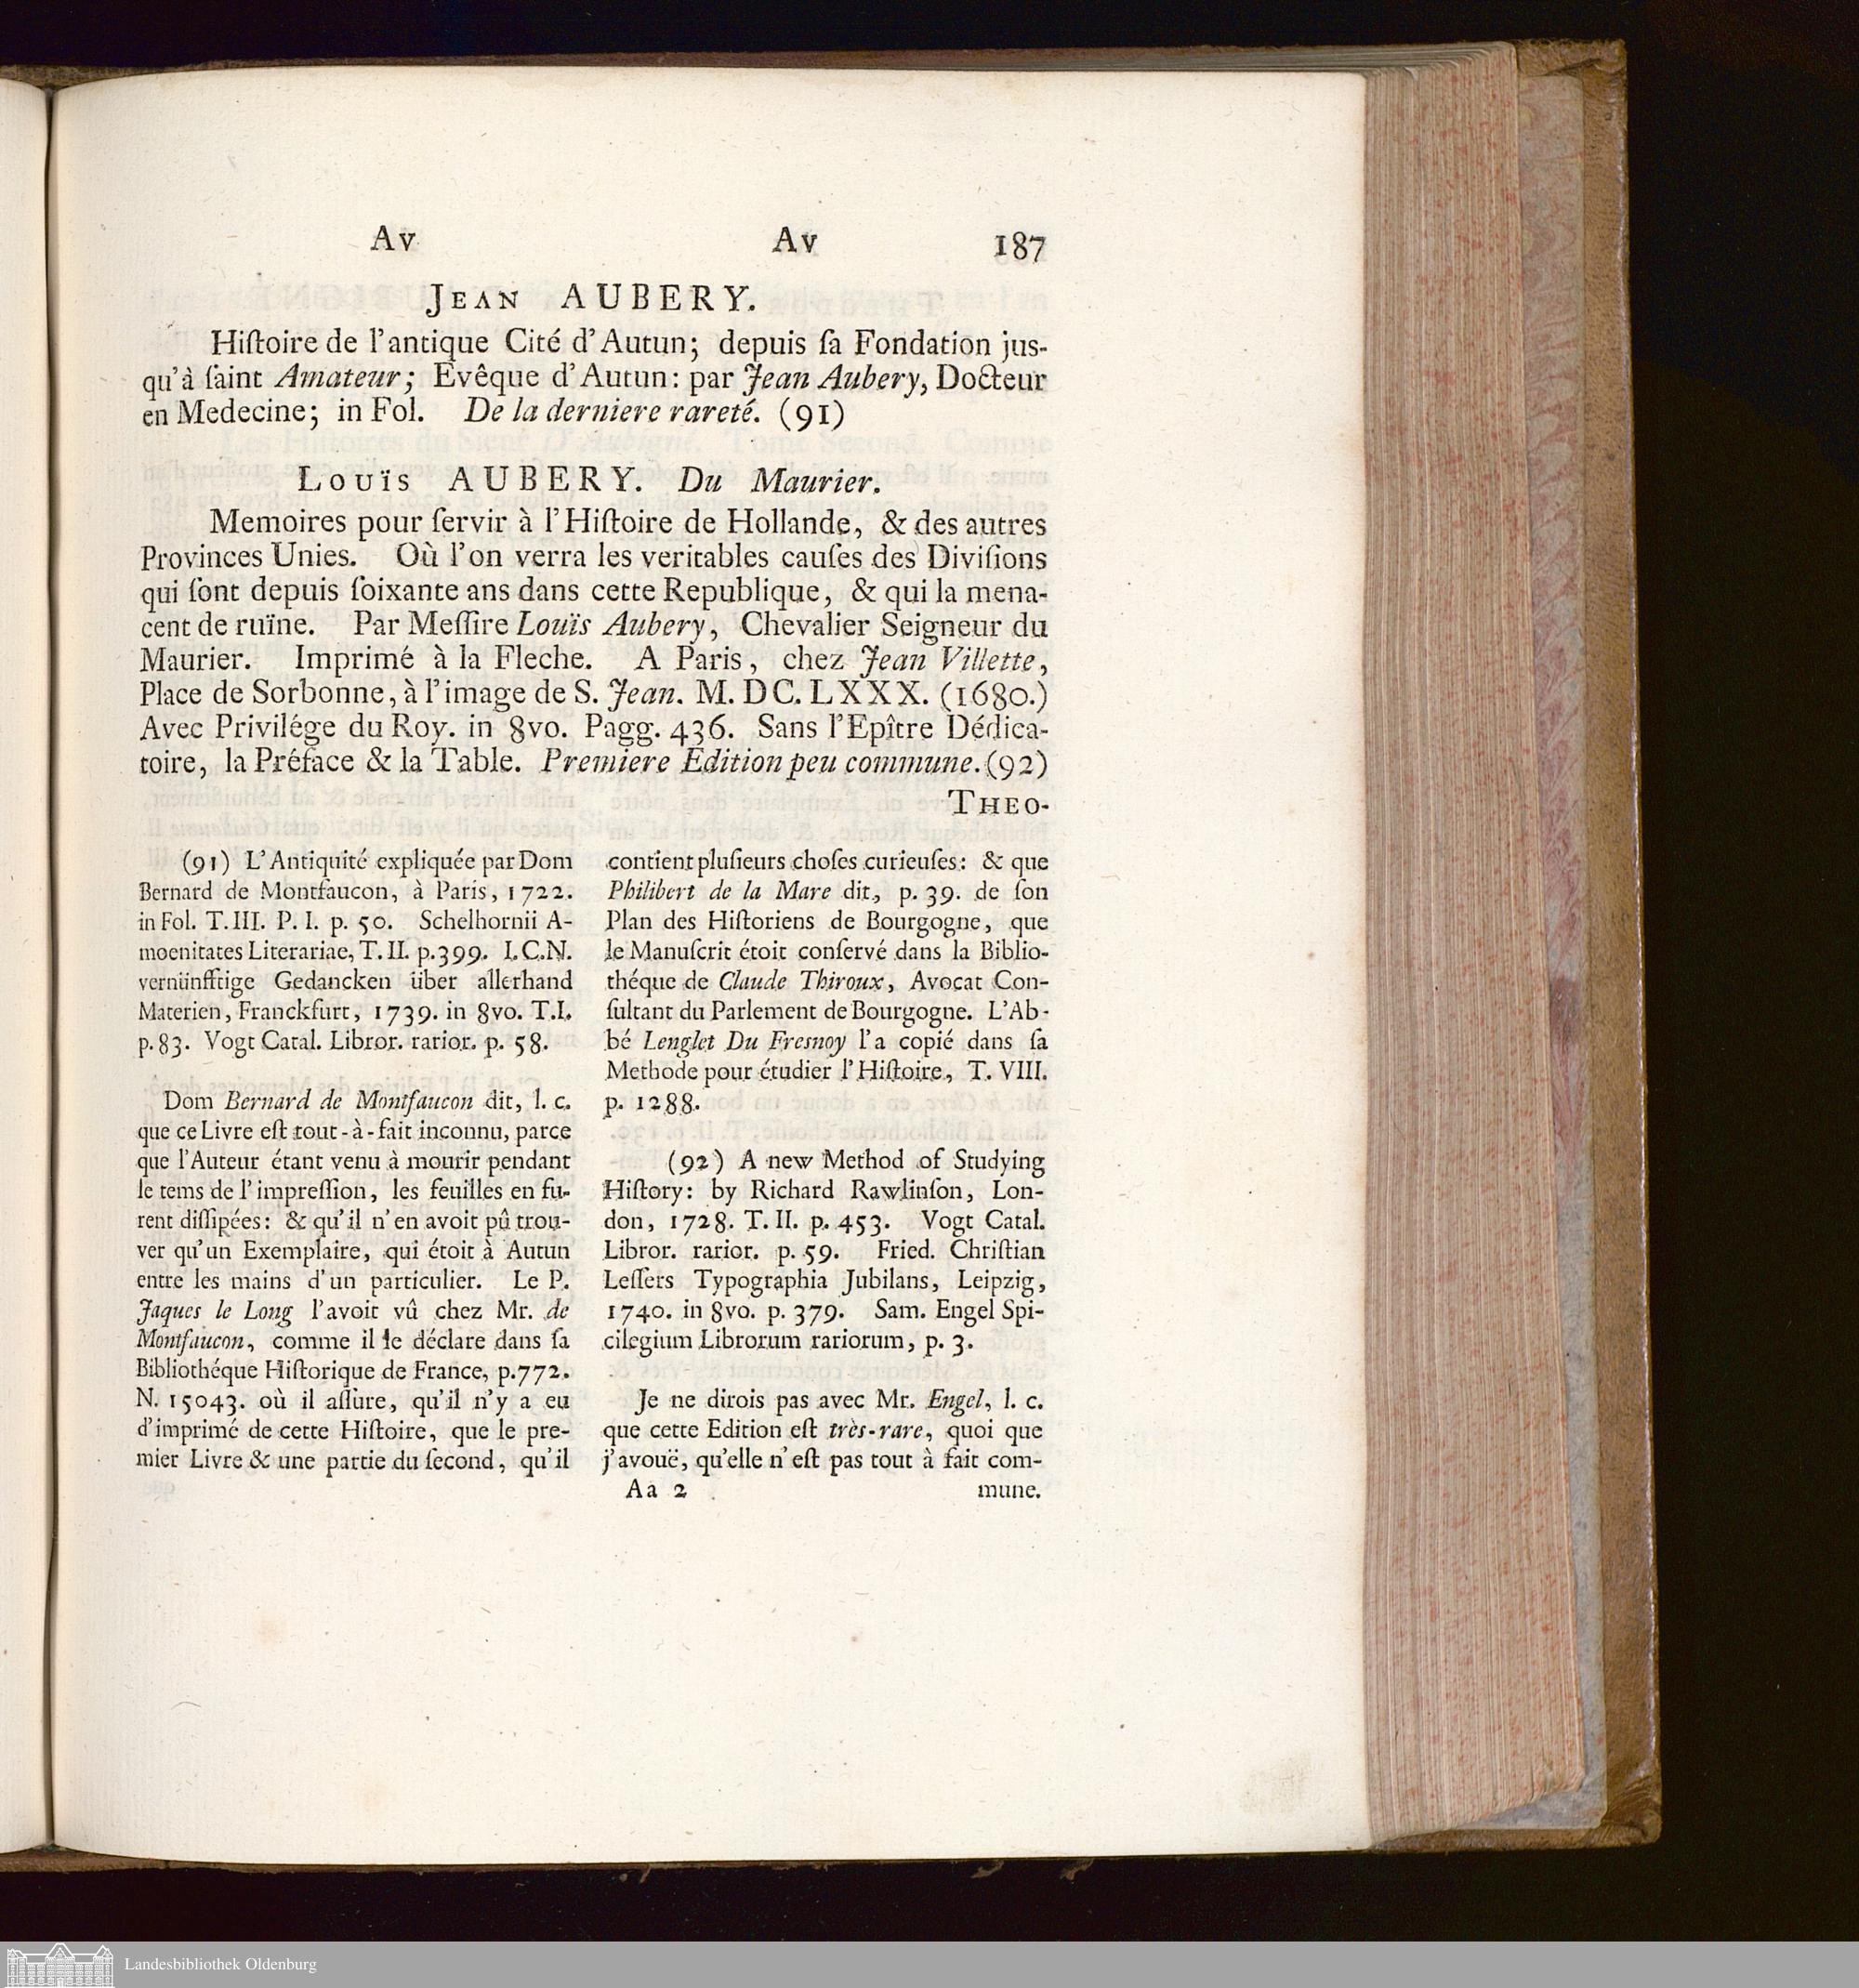 Av Av 187
JEAN AUBERY.
Hiſtoire de l'antique Cité d'Autun; depuis ſa Fondation jus-
qu'à ſaint Amateur; Evêque d'Autun: par Jean Aubery, Docteur
en Medecine; in Fol. De la derniere rareté. (91)
Louïs AUBERY. Du Maurier.
Memoires pour ſervir à l'Hiſtoire de Hollande, & des autres
Provinces Unies. Où l'on verra les veritables cauſes des Diviſions
qui ſont depuis ſoixante ans dans cette Republique, & qui la mena-
cent de ruïne. Par Meſſire Louïs Aubery, Chevalier Seigneur du
Maurier. Imprimé à la Fleche. A Paris, chez Jean Villette,
Place de Sorbonne, à l'image de S. Jean. M. DC. LXXX. (1680.)
Avec Privilége du Roy. in 8vo. Pagg. 436. Sans l'Epître Dédica-
toire, la Préface & la Table. Premiere Edition peu commune. (92)
THEO-
(91) L'Antiquité expliquée par Dom
Bernard de Montfaucon, à Paris, 1722.
in Fol. T. III. P. I. p. 50. Schelhornii A-
moenitates Literariae, T. II. p. 399. I. C. N.
vernünfftige Gedancken über allerhand
Materien, Franckfurt, 1739. in 8vo. T. I.
p. 83. Vogt Catal. Libror. rarior. p. 58.
Dom Bernard de Montfaucon dit, l. c.
que ce Livre eſt tout-à-fait inconnu, parce
que l'Auteur étant venu à mourir pendant
le tems de l'impreſſion, les feuilles en fu-
rent diſſipées: & qu'il n'en avoit pû trou-
ver qu'un Exemplaire, qui étoit à Autun
entre les mains d'un particulier. Le P.
Jaques le Long l'avoit vû chez Mr. de
Montfaucon, comme il le déclare dans ſa
Bibliothéque Hiſtorique de France, p. 772.
N. 15043. où il aſſure, qu'il n'y a eu
d'imprimé de cette Hiſtoire, que le pre-
mier Livre & une partie du ſecond, qu'il
contient pluſieurs choſes curieuſes: & que
Philibert de la Mare dit, p. 39. de ſon
Plan des Hiſtoriens de Bourgogne, que
le Manuſcrit étoit conſervé dans la Biblio-
théque de Claude Thiroux, Avocat Con-
ſultant du Parlement de Bourgogne. L'Ab-
bé Lenglet Du Fresnoy l'a copié dans ſa
Methode pour étudier l'Hiſtoire, T. VIII.
p. 1288.
(92) A new Method of Studying
Hiſtory: by Richard Rawlinſon, Lon-
don, 1728. T. II. p. 453. Vogt Catal.
Libror. rarior. p. 59. Fried. Chriſtian
Leſſers Typographia Jubilans, Leipzig,
1740. in 8vo. p. 379. Sam. Engel Spi-
cilegium Librorum rariorum, p. 3.
Je ne dirois pas avec Mr. Engel, l. c.
que cette Edition eſt très-rare, quoi que
j'avouë, qu'elle n'eſt pas tout à fait com-
Aa 2 mune.
Landesbibliothek Oldenburg